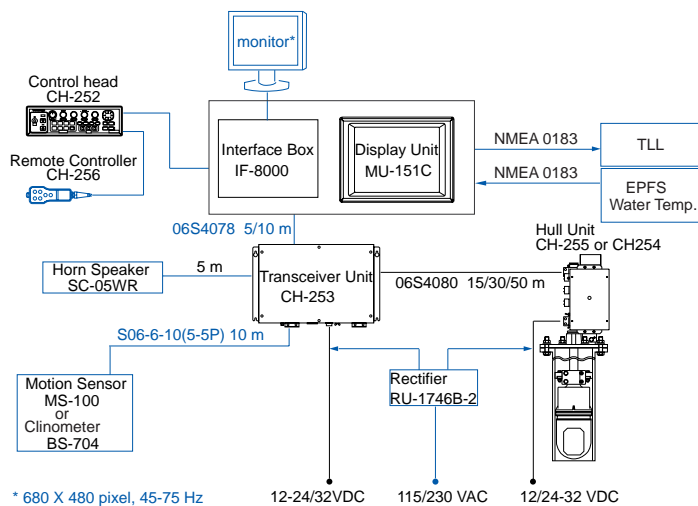 monitor*
Control head
CH-252
Remote Controller
CH-256
Interface Box
IF-8000
Display Unit
MU-151C
NMEA 0183
TLL
NMEA 0183
EPFS
Water Temp.
06S4078 5/10 m
Hull Unit
CH-255 or CH254
Horn Speaker
SC-05WR
5 m
Transceiver Unit
CH-253
06S4080 15/30/50 m
S06-6-10(5-5P) 10 m
Motion Sensor
MS-100
or
Clinometer
BS-704
Rectifier
RU-1746B-2
* 680 X 480 pixel, 45-75 Hz
12-24/32VDC
115/230 VAC
12/24-32 VDC